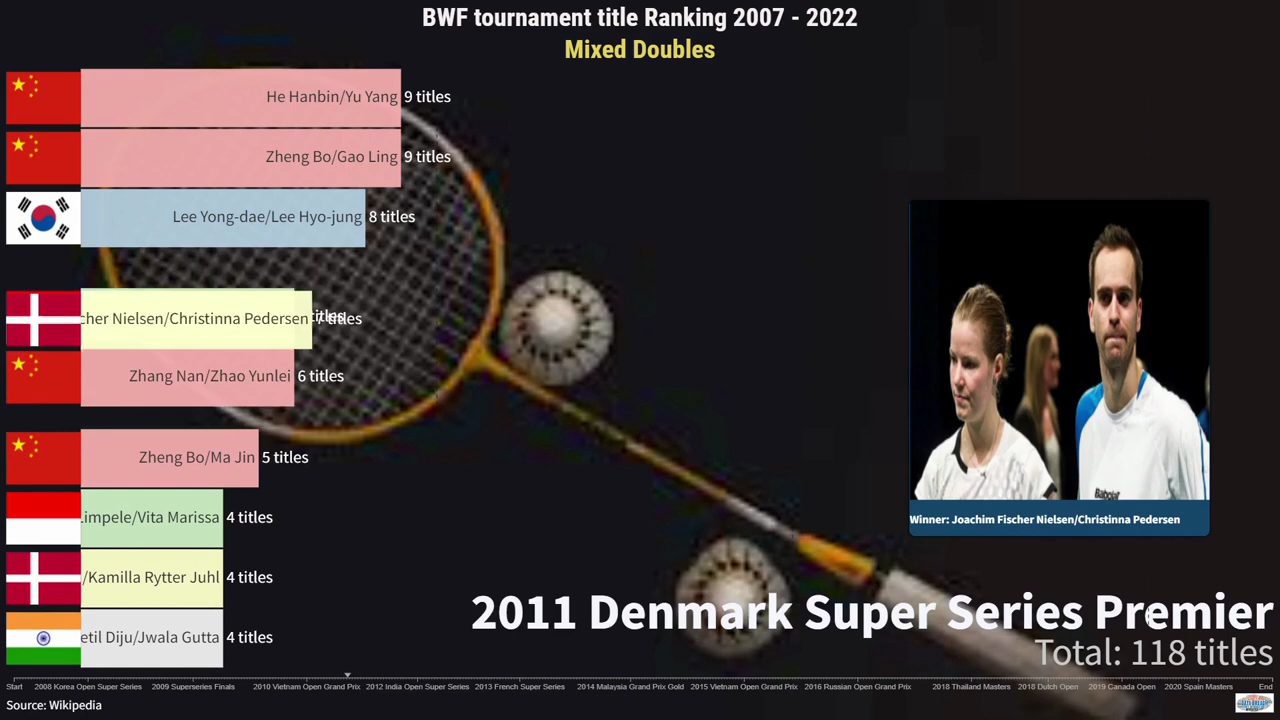 BWF tournament title Ranking 2007 - 2022
Mixed Doubles
He Hanbin/Yu Yang 9 titles
Zheng Bo/Gao Ling 9 titles
Lee Yong-dae/Lee Hyo-jung 8 titles
Nielsen/Christinna Pedersen 7 titles
Zhang Nan/Zhao Yunlei 6 titles
Zheng Bo/Ma Jin 5 titles
Limpele/Vita Marissa 4 titles
/Kamilla Rytter Juhl 4 titles
Diju/Jwala Gutta 4 titles
Winner: Joachim Fischer Nielsen/Christinna Pedersen
2011 Denmark Super Series Premier
Total: 118 titles
Start 2008 Korea Open Super Series 2009 Superseries Finals 2010 Vietnam Open Grand Prix 2012 India Open Super Series 2013 French Super Series 2014 Malaysia Grand Prix Gold 2015 Vietnam Open Grand Prix 2016 Russian Open Grand Prix 2018 Thailand Masters 2018 Dutch Open 2019 Canada Open 2020 Spain Masters End
Source: Wikipedia